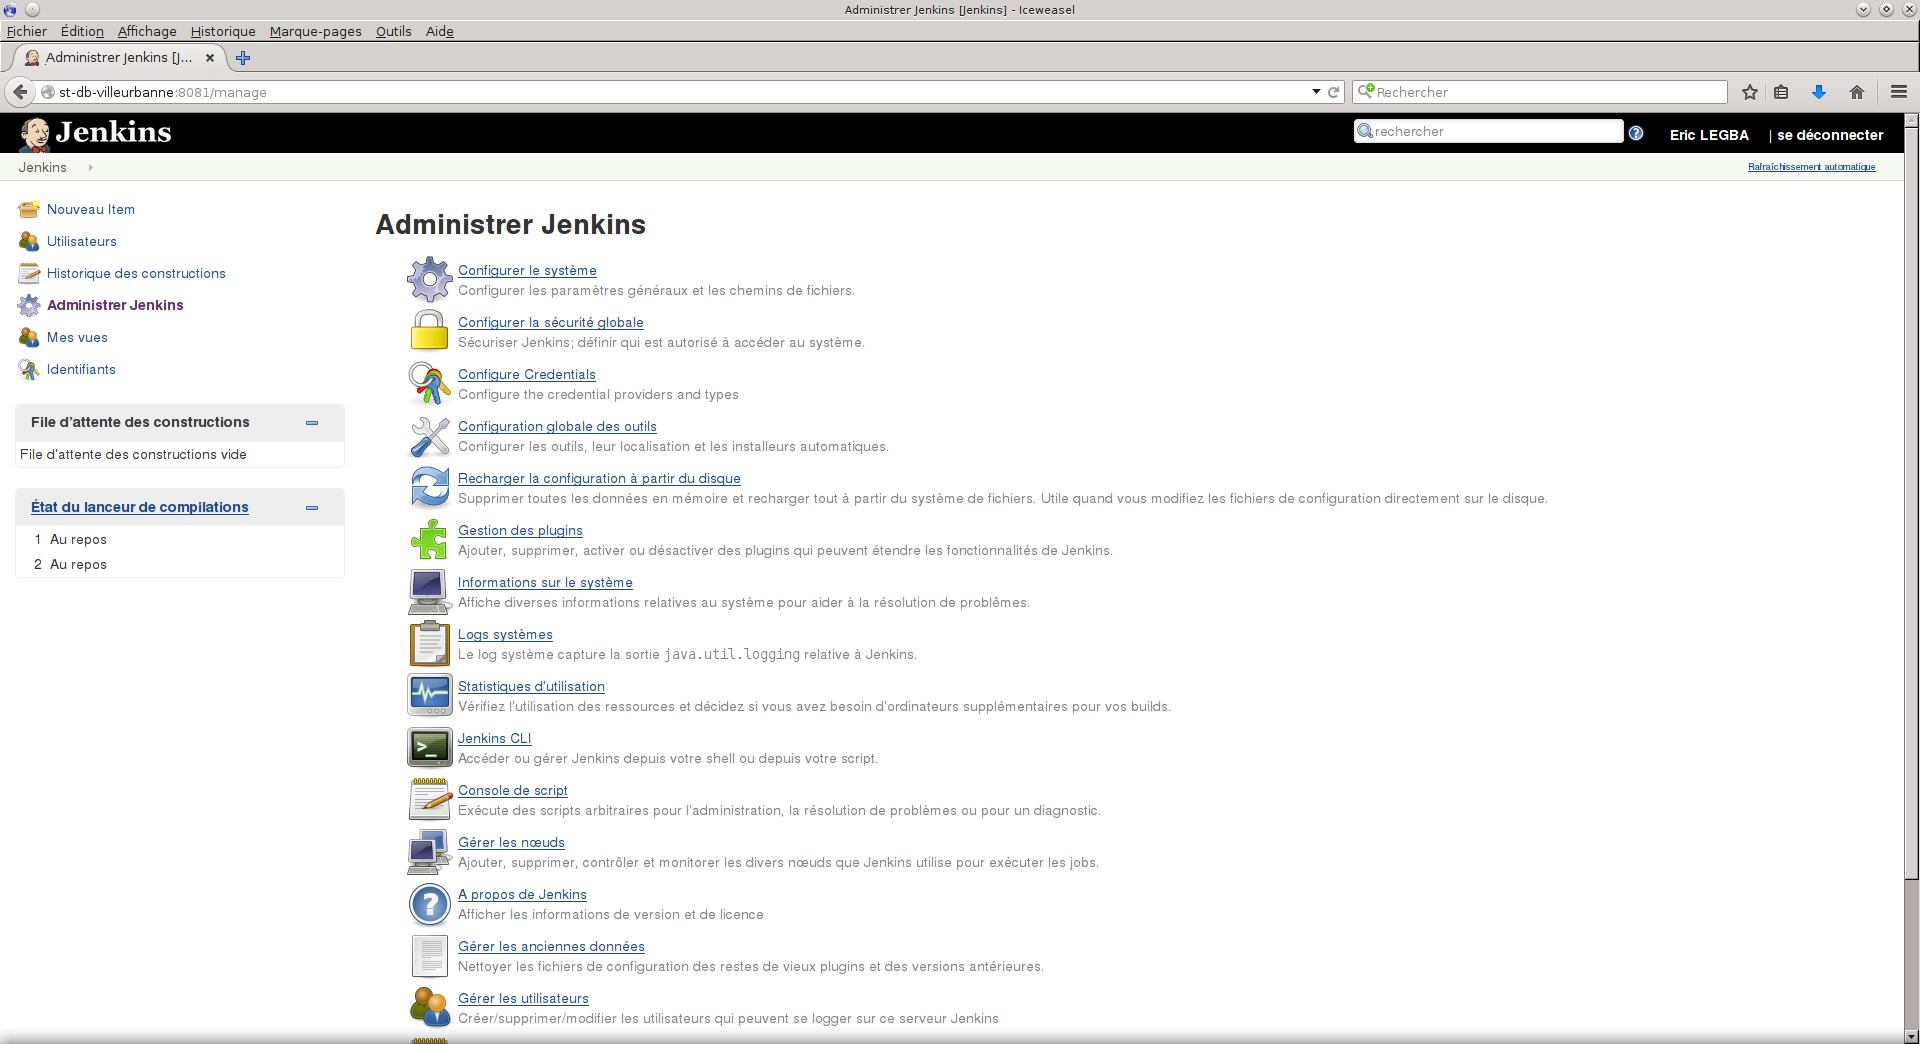 Administrer Jenkins [Jenkins] - Iceweasel
Fichier Édition Affichage Historique Marque-pages Outils Aide
Administrer Jenkins [J...
st-db-villeurbanne:8081/manage
Rechercher
Jenkins
rechercher
Eric LEGBA
| se déconnecter
Jenkins
Rafraîchissement automatique
Nouveau Item
Utilisateurs
Historique des constructions
Administrer Jenkins
Mes vues
Identifiants
File d'attente des constructions
File d'attente des constructions vide
État du lanceur de compilations
1 Au repos
2 Au repos
Administrer Jenkins
Configurer le système
Configurer les paramètres généraux et les chemins de fichiers.
Configurer la sécurité globale
Sécuriser Jenkins; définir qui est autorisé à accéder au système.
Configure Credentials
Configure the credential providers and types
Configuration globale des outils
Configurer les outils, leur localisation et les installeurs automatiques.
Recharger la configuration à partir du disque
Supprimer toutes les données en mémoire et recharger tout à partir du système de fichiers. Utile quand vous modifiez les fichiers de configuration directement sur le disque.
Gestion des plugins
Ajouter, supprimer, activer ou désactiver des plugins qui peuvent étendre les fonctionnalités de Jenkins.
Informations sur le système
Affiche diverses informations relatives au système pour aider à la résolution de problêmes.
Logs systèmes
Le log système capture la sortie java.util.logging relative à Jenkins.
Statistiques d'utilisation
Vérifiez l'utilisation des ressources et décidez si vous avez besoin d'ordinateurs supplémentaires pour vos builds.
Jenkins CLI
Accéder ou gérer Jenkins depuis votre shell ou depuis votre script.
Console de script
Exécute des scripts arbitraires pour l'administration, la résolution de problèmes ou pour un diagnostic.
Gérer les nœuds
Ajouter, supprimer, contrôler et monitorer les divers nœuds que Jenkins utilise pour exécuter les jobs.
A propos de Jenkins
Afficher les informations de version et de licence
Gérer les anciennes données
Nettoyer les fichiers de configuration des restes de vieux plugins et des versions antérieures.
Gérer les utilisateurs
Créer/supprimer/modifier les utilisateurs qui peuvent se logger sur ce serveur Jenkins